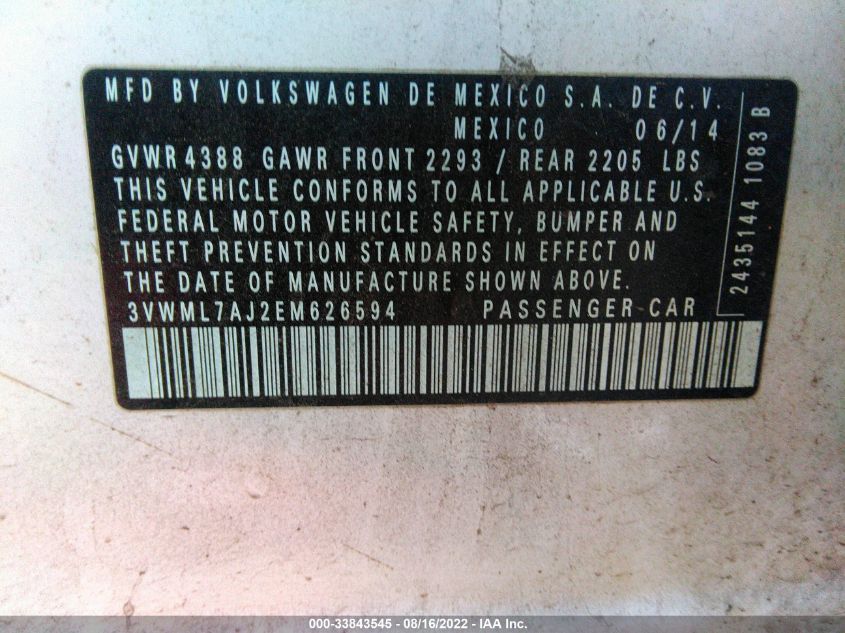 MFD BY VOLKSWAGEN DE MEXICO S.A. DE C.V.
MEXICO 06/14
GVWR 4388 GAWR FRONT 2293 / REAR 2205 LBS
THIS VEHICLE CONFORMS TO ALL APPLICABLE U.S.
FEDERAL MOTOR VEHICLE SAFETY, BUMPER AND
THEFT PREVENTION STANDARDS IN EFFECT ON
THE DATE OF MANUFACTURE SHOWN ABOVE.
3VWML7AJ2EM626594 PASSENGER CAR
2435144 1083 B
000-33843545 - 08/16/2022 - IAA Inc.